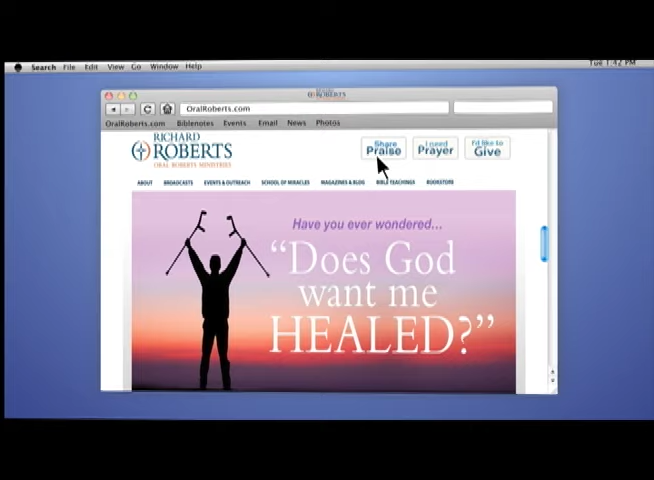 Search File Edit View Go Window Help
Tue 1:42 PM
ROBERTS
OralRoberts.com
OralRoberts.com Biblenotes Events Email News Photos
RICHARD
ROBERTS
ORAL ROBERTS MINISTRIES
Share
Praise
I need
Prayer
I'd like to
Give
ABOUT BROADCASTS EVENTS & OUTREACH SCHOOL OF MIRACLES MAGAZINES & BLOG BIBLE TEACHINGS BOOKSTORE
Have you ever wondered...
“Does God
want me
HEALED?”